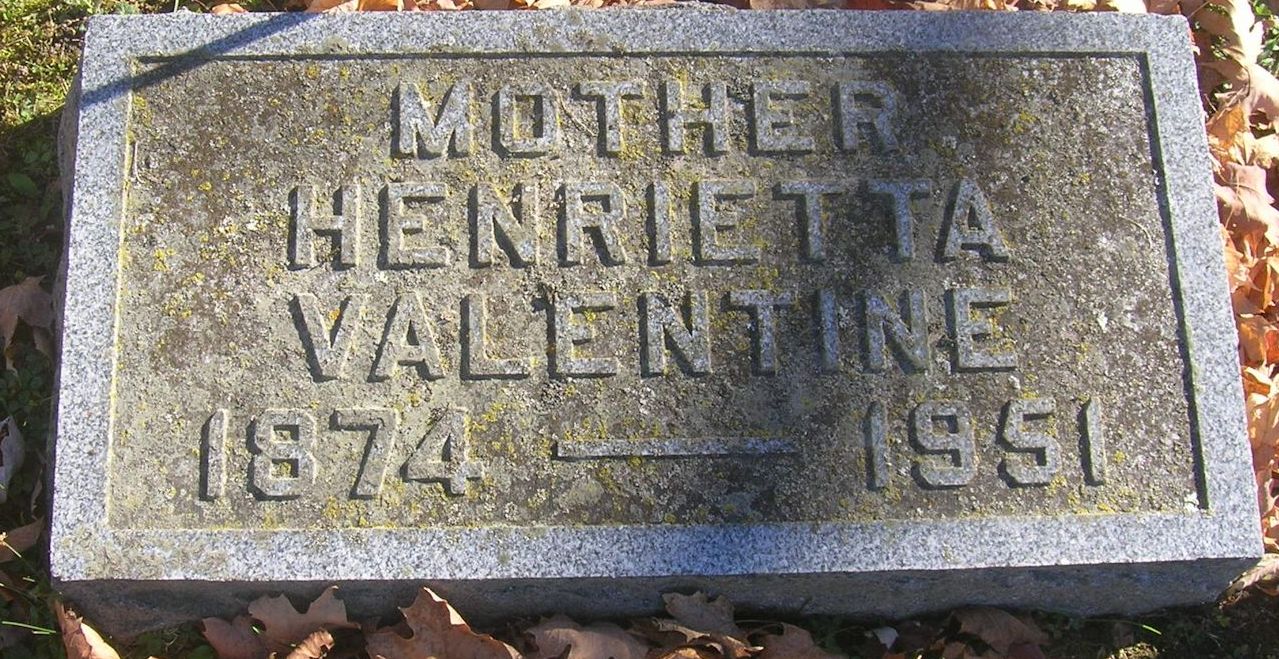 MOTHER
HENRIETTA
VALENTINE
1874 — 1951